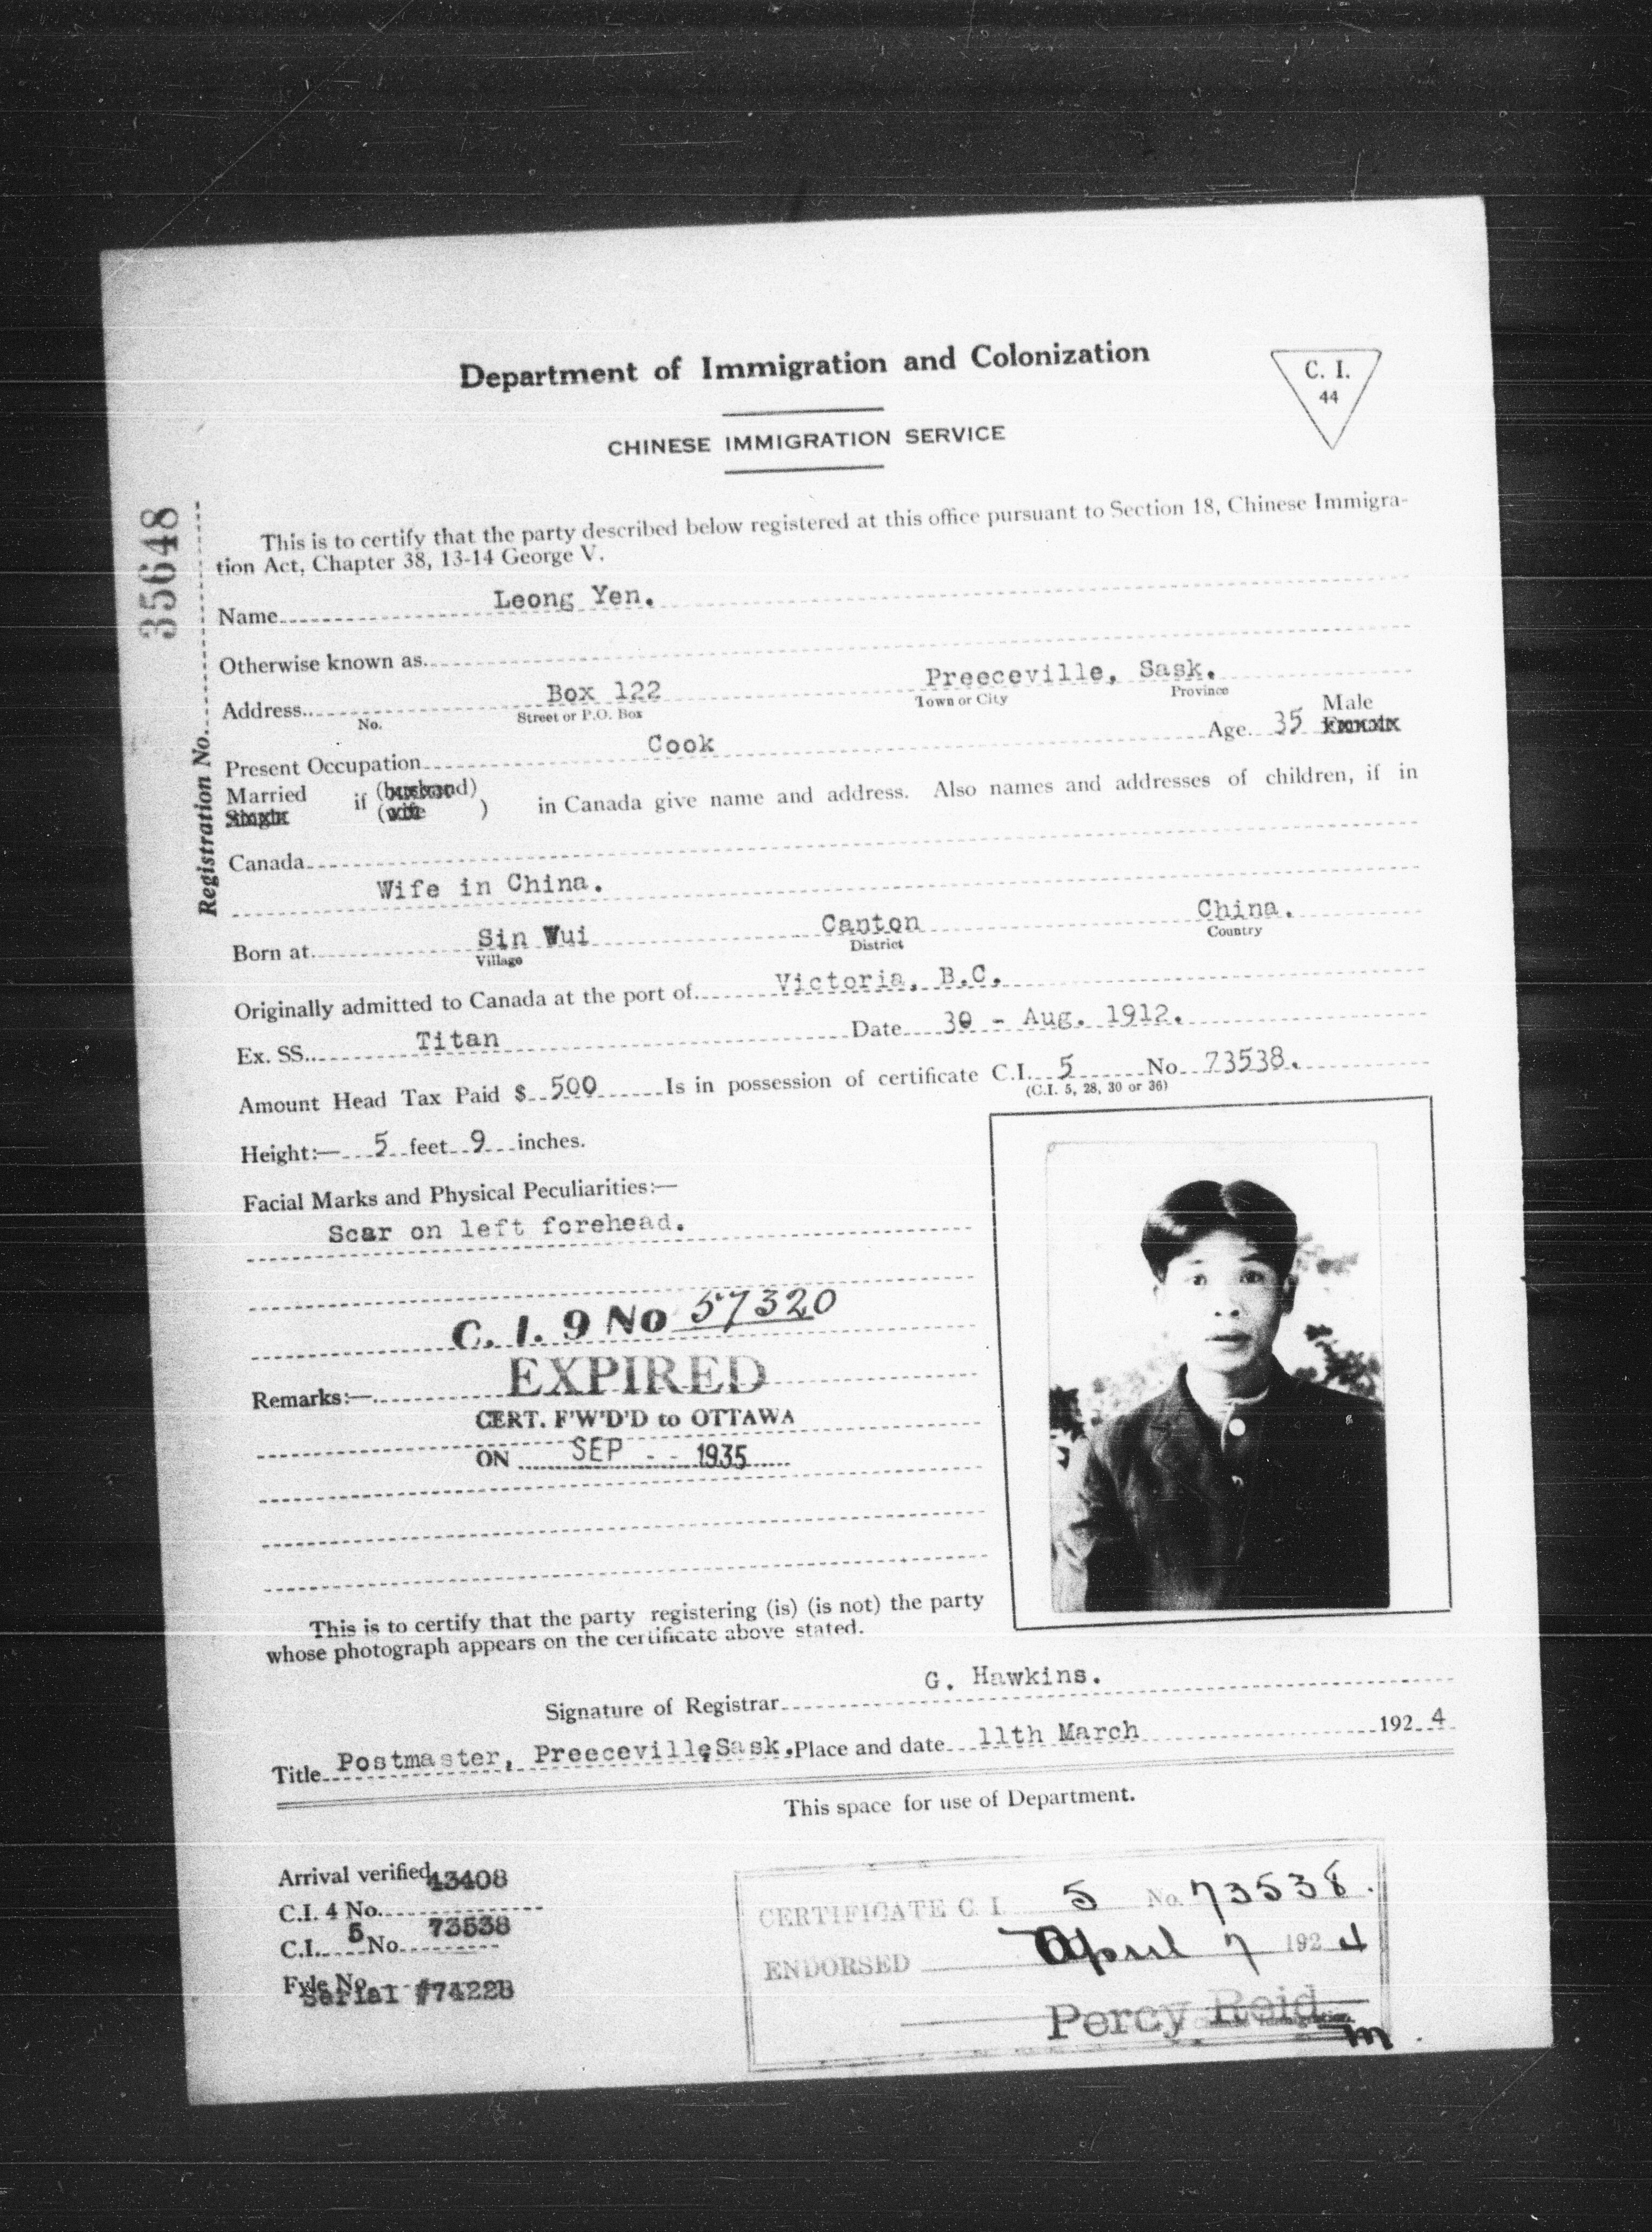 Department of Immigration and Colonization
C. I.
44
CHINESE IMMIGRATION SERVICE
This is to certify that the party described below registered at this office pursuant to Section 18, Chinese Immigra-
tion Act, Chapter 38, 13-14 George V.
Registration No. 35648
Name Leong Yen.
Otherwise known as
Address Box 122 Preeceville, Sask.
No. Street or P.O. Box Town or City Province
Male
Present Occupation Cook Age 35 Female
Married if (husband) in Canada give name and address. Also names and addresses of children, if in
Single (wife )
Canada
Wife in China.
Born at Sin Wui Canton China.
Village District Country
Originally admitted to Canada at the port of Victoria, B.C.
Ex. SS. Titan Date 30 - Aug. 1912.
Amount Head Tax Paid $ 500 Is in possession of certificate C.I. 5 No. 73538.
(C.I. 5, 28, 30 or 36)
Height:— 5 feet 9 inches.
Facial Marks and Physical Peculiarities:—
Scar on left forehead.
C. I. 9 No 57320
Remarks:— EXPIRED
CERT. F'W'D'D to OTTAWA
ON SEP - - 1935
This is to certify that the party registering (is) (is not) the party
whose photograph appears on the certificate above stated.
Signature of Registrar G. Hawkins.
Title Postmaster, Preeceville, Sask. Place and date 11th March 1924
This space for use of Department.
Arrival verified 43408
C.I. 4 No.
C.I. 5 No. 73538
Fyle No. Serial #74228
CERTIFICATE C. I. 5 No. 73538.
ENDORSED April 7 1924
Percy Reid
m